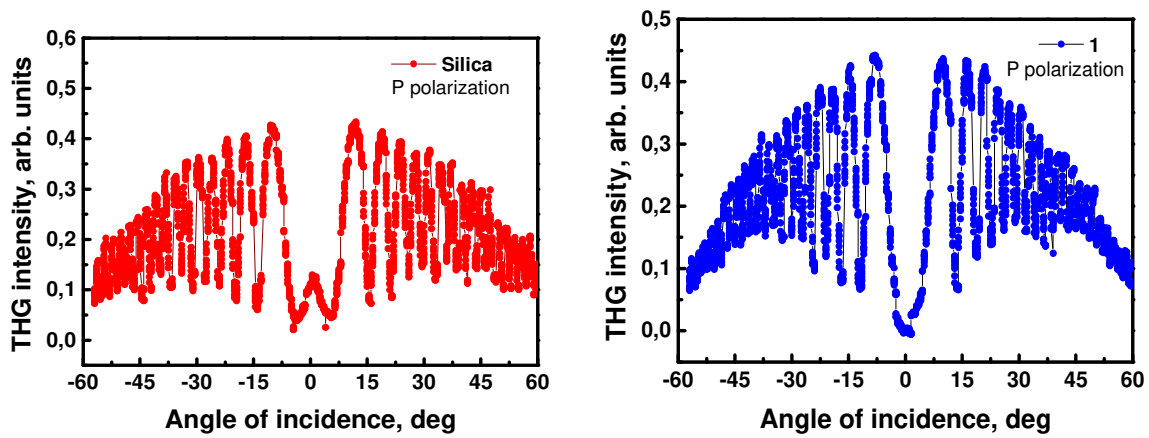 0,6
0,5
0,4
0,3
0,2
0,1
0,0
THG intensity, arb. units
Silica
P polarization
-60 -45 -30 -15 0 15 30 45 60
Angle of incidence, deg
0,5
0,4
0,3
0,2
0,1
0,0
THG intensity, arb. units
1
P polarization
-60 -45 -30 -15 0 15 30 45 60
Angle of incidence, deg